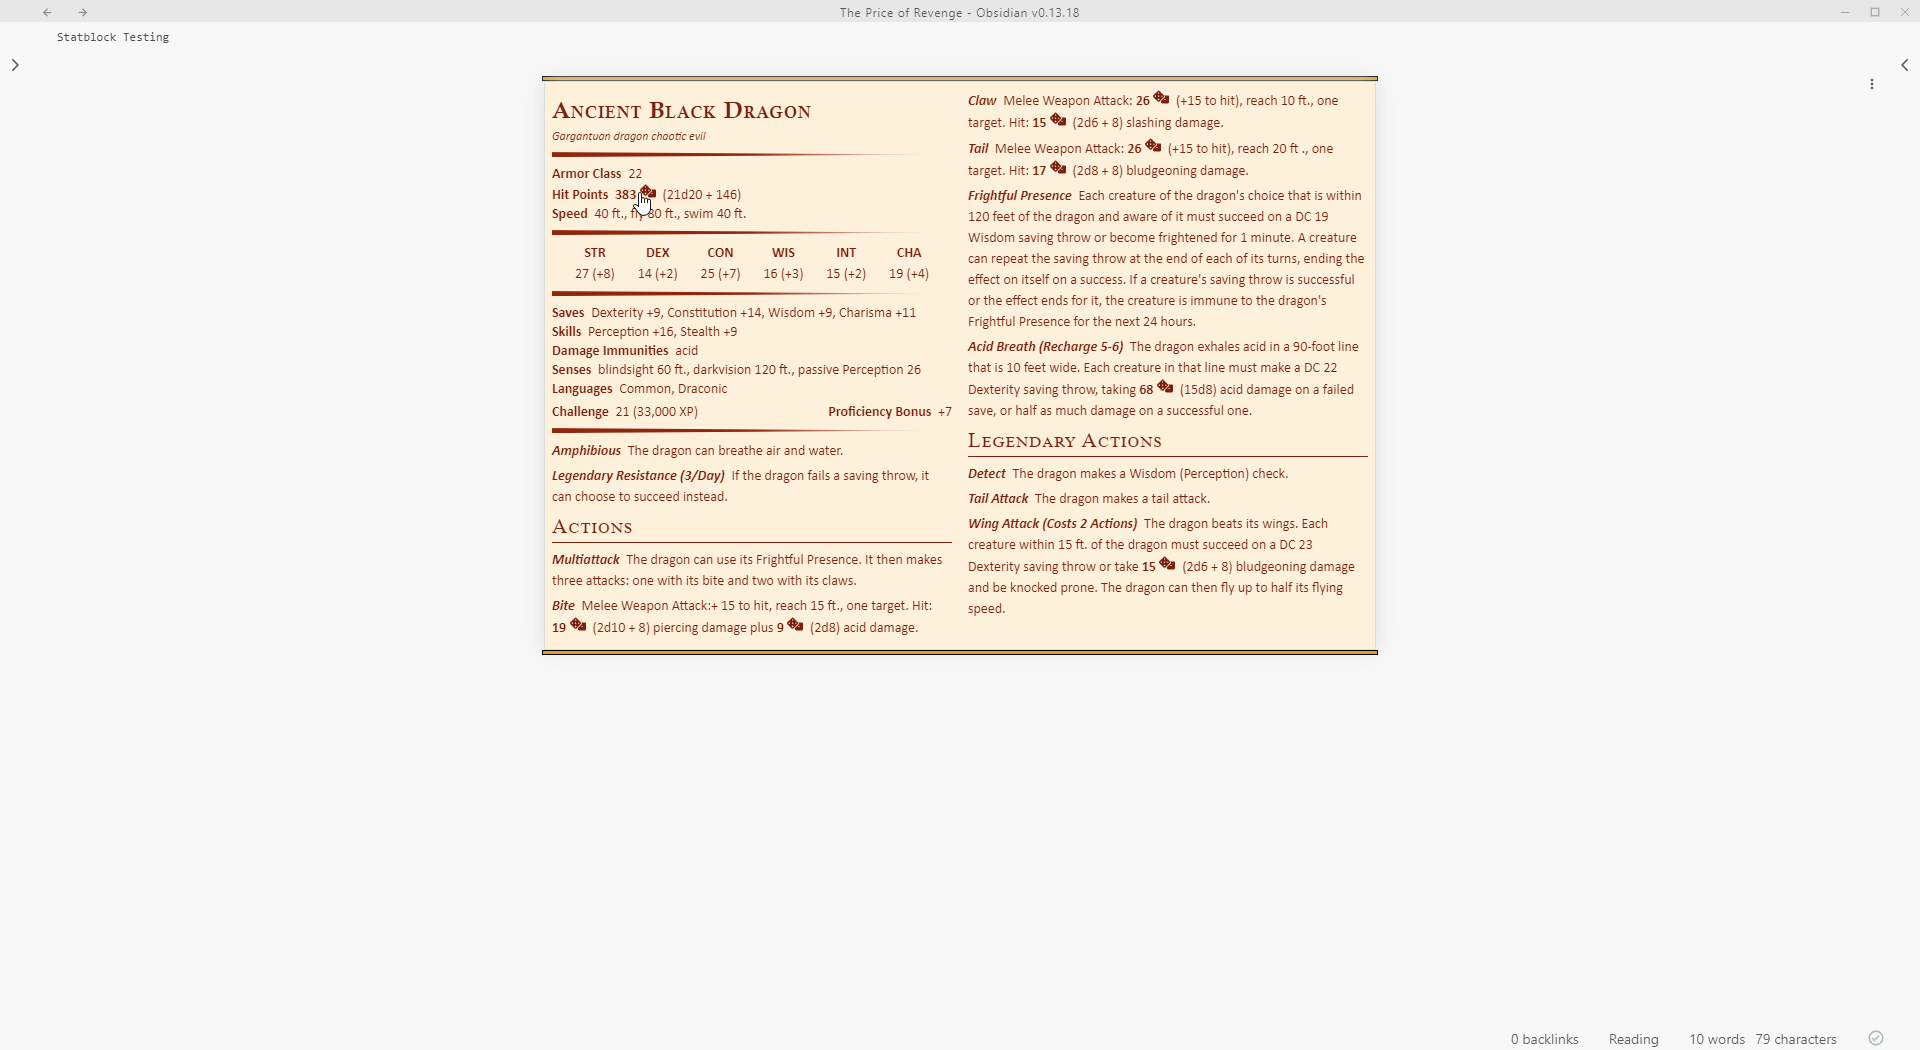 The Price of Revenge - Obsidian v0.13.18
Statblock Testing
Ancient Black Dragon
Gargantuan dragon chaotic evil
Armor Class 22
Hit Points 383 (21d20 + 146)
Speed 40 ft., fly 80 ft., swim 40 ft.
STR DEX CON WIS INT CHA
27 (+8) 14 (+2) 25 (+7) 16 (+3) 15 (+2) 19 (+4)
Saves Dexterity +9, Constitution +14, Wisdom +9, Charisma +11
Skills Perception +16, Stealth +9
Damage Immunities acid
Senses blindsight 60 ft., darkvision 120 ft., passive Perception 26
Languages Common, Draconic
Challenge 21 (33,000 XP) Proficiency Bonus +7
Amphibious The dragon can breathe air and water.
Legendary Resistance (3/Day) If the dragon fails a saving throw, it
can choose to succeed instead.
Actions
Multiattack The dragon can use its Frightful Presence. It then makes
three attacks: one with its bite and two with its claws.
Bite Melee Weapon Attack:+ 15 to hit, reach 15 ft., one target. Hit:
19 (2d10 + 8) piercing damage plus 9 (2d8) acid damage.
Claw Melee Weapon Attack: 26 (+15 to hit), reach 10 ft., one
target. Hit: 15 (2d6 + 8) slashing damage.
Tail Melee Weapon Attack: 26 (+15 to hit), reach 20 ft ., one
target. Hit: 17 (2d8 + 8) bludgeoning damage.
Frightful Presence Each creature of the dragon's choice that is within
120 feet of the dragon and aware of it must succeed on a DC 19
Wisdom saving throw or become frightened for 1 minute. A creature
can repeat the saving throw at the end of each of its turns, ending the
effect on itself on a success. If a creature's saving throw is successful
or the effect ends for it, the creature is immune to the dragon's
Frightful Presence for the next 24 hours.
Acid Breath (Recharge 5-6) The dragon exhales acid in a 90-foot line
that is 10 feet wide. Each creature in that line must make a DC 22
Dexterity saving throw, taking 68 (15d8) acid damage on a failed
save, or half as much damage on a successful one.
Legendary Actions
Detect The dragon makes a Wisdom (Perception) check.
Tail Attack The dragon makes a tail attack.
Wing Attack (Costs 2 Actions) The dragon beats its wings. Each
creature within 15 ft. of the dragon must succeed on a DC 23
Dexterity saving throw or take 15 (2d6 + 8) bludgeoning damage
and be knocked prone. The dragon can then fly up to half its flying
speed.
0 backlinks Reading 10 words 79 characters